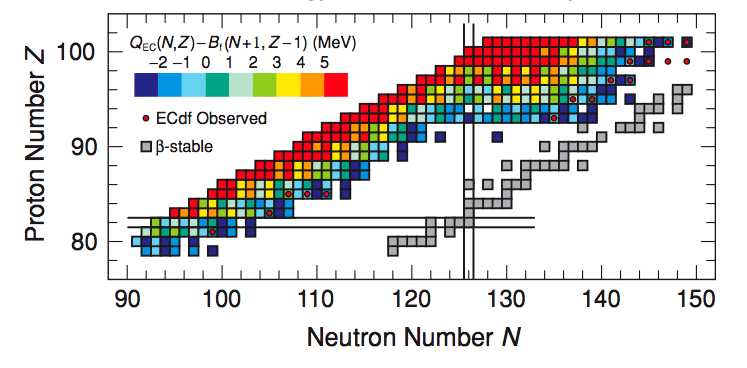 Q_EC(N,Z)−B_f(N+1,Z−1) (MeV)
−2 −1 0 1 2 3 4 5
ECdf Observed
β-stable
Proton Number Z
100
90
80
90 100 110 120 130 140 150
Neutron Number N